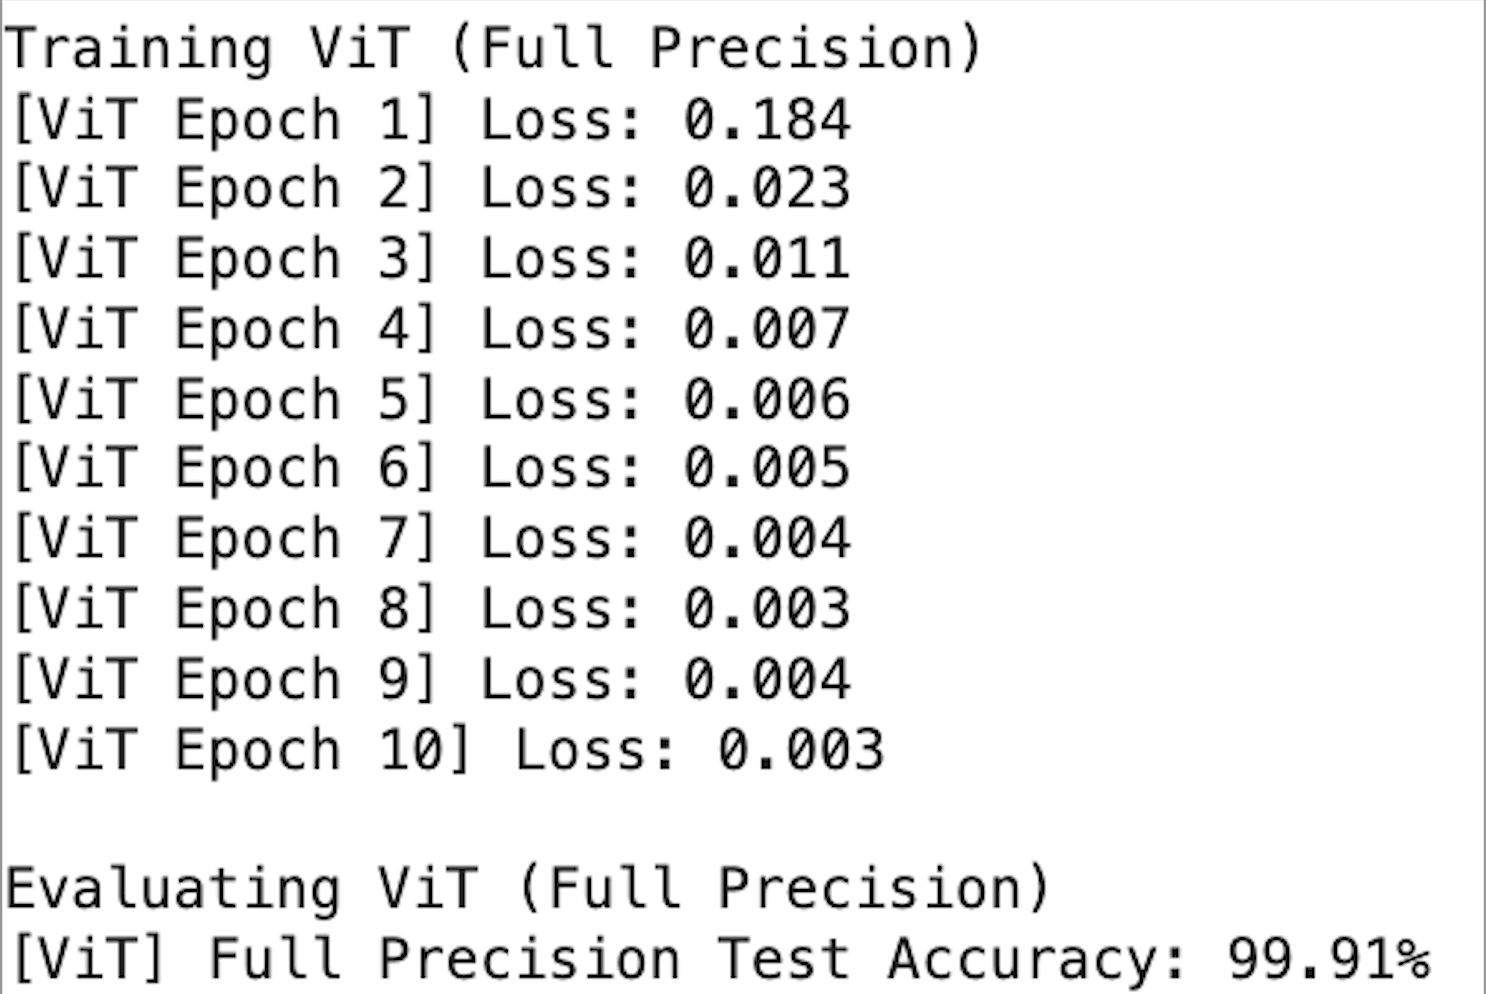 Training ViT (Full Precision)
[ViT Epoch 1] Loss: 0.184
[ViT Epoch 2] Loss: 0.023
[ViT Epoch 3] Loss: 0.011
[ViT Epoch 4] Loss: 0.007
[ViT Epoch 5] Loss: 0.006
[ViT Epoch 6] Loss: 0.005
[ViT Epoch 7] Loss: 0.004
[ViT Epoch 8] Loss: 0.003
[ViT Epoch 9] Loss: 0.004
[ViT Epoch 10] Loss: 0.003
Evaluating ViT (Full Precision)
[ViT] Full Precision Test Accuracy: 99.91%